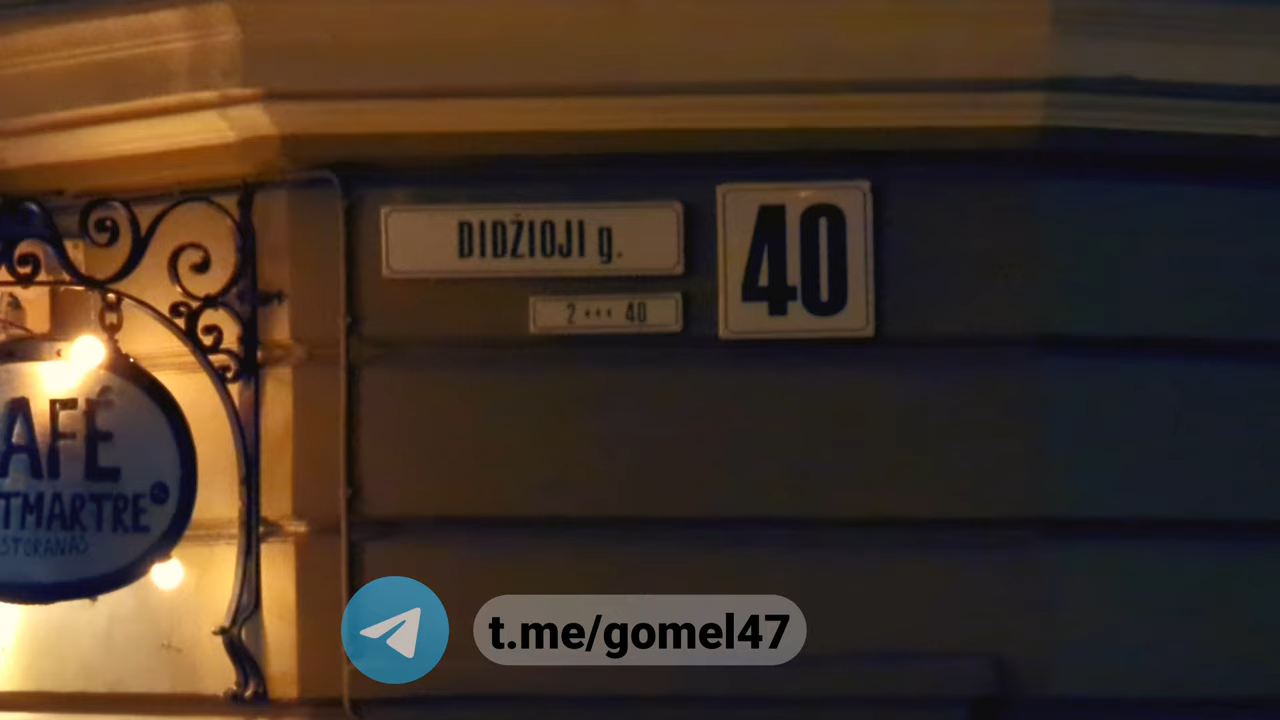 DIDŽIOJI g.
40
2 ‹‹‹ 40
AFÉ
TMARTRE
STORANAS
t.me/gomel47